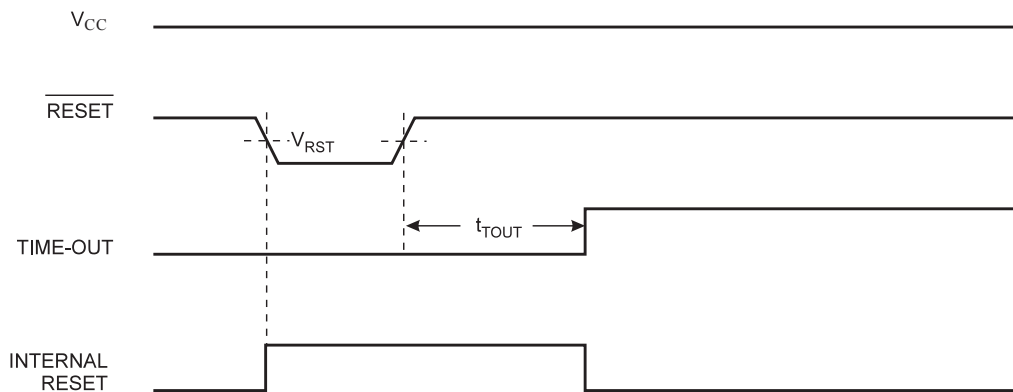 VCC
RESET
VRST
tTOUT
TIME-OUT
INTERNAL
RESET